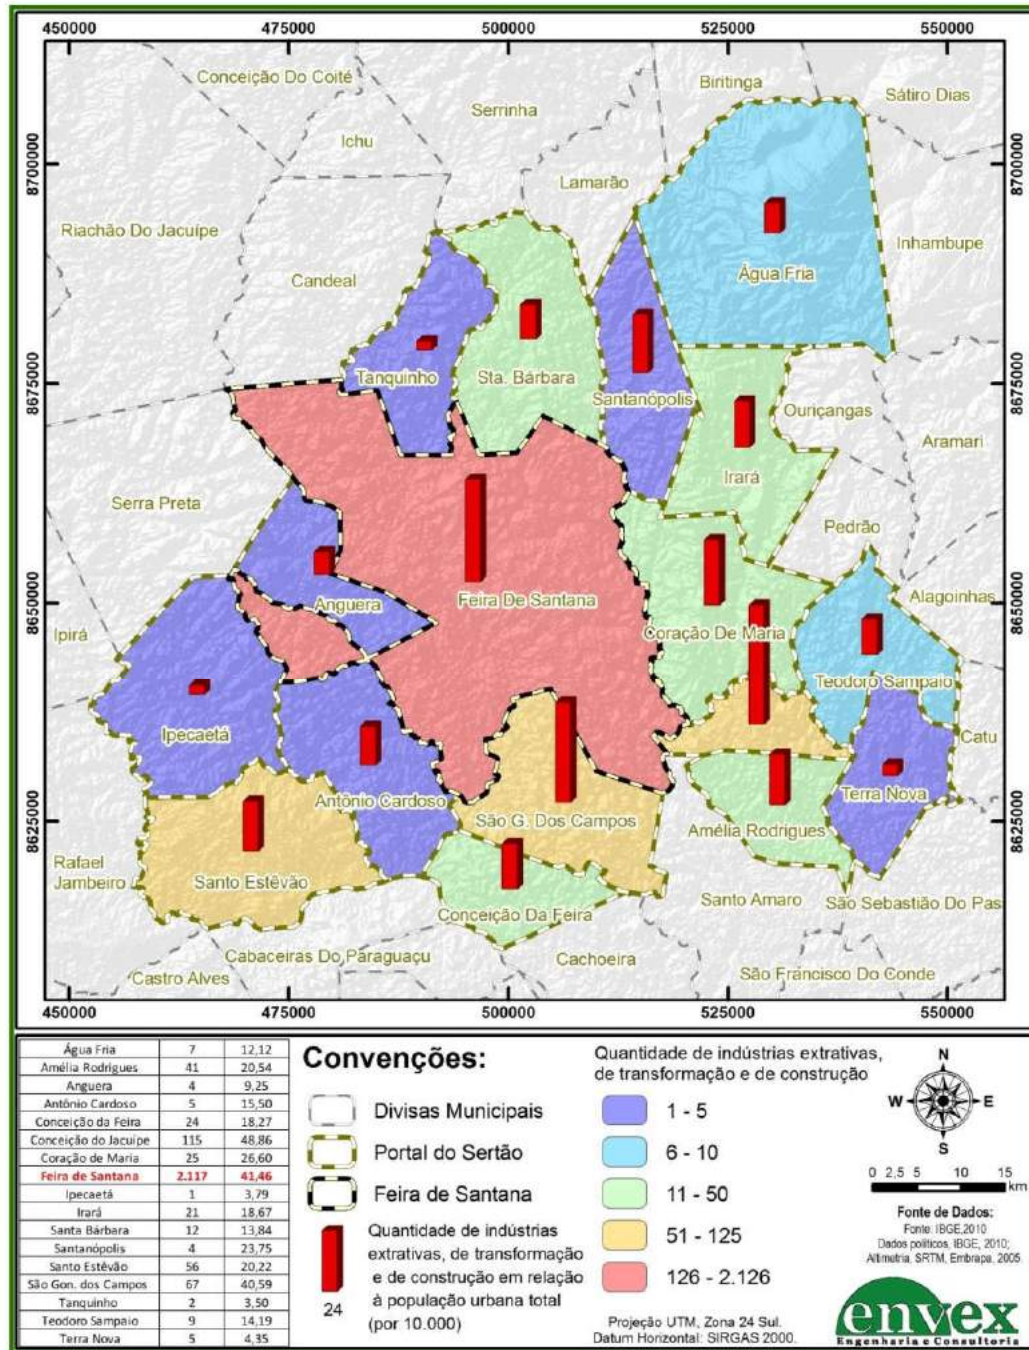 450000 475000 500000 525000 550000
Conceição Do Coité
Biritinga
Sátiro Dias
Serrinha
Ichu
8700000 8700000
Lamarão
Riachão Do Jacuípe
Inhambupe
Candeal
Água Fria
8675000 8675000
Tanquinho
Sta. Bárbara
Santanópolis
Ouriçangas
Aramari
Irará
Serra Preta
Pedrão
8650000 8650000
Feira De Santana
Anguera
Alagoinhas
Ipirá
Coração De Maria
Teodoro Sampaio
Ipecaetá
Catu
Terra Nova
Antônio Cardoso
8625000 8625000
São G. Dos Campos
Amélia Rodrigues
Rafael
Jambeiro
Santo Estêvão
Santo Amaro
São Sebastião Do Pas
Conceição Da Feira
Cabaceiras Do Paraguaçu
Cachoeira
Castro Alves
São Francisco Do Conde
450000 475000 500000 525000 550000
Água Fria 7 12,12
Amélia Rodrigues 41 20,54
Anguera 4 9,25
Antônio Cardoso 5 15,50
Conceição da Feira 24 18,27
Conceição do Jacuípe 115 48,86
Coração de Maria 25 26,60
Feira de Santana 2.117 41,46
Ipecaetá 1 3,79
Irará 21 18,67
Santa Bárbara 12 13,84
Santanópolis 4 23,75
Santo Estêvão 56 20,22
São Gon. dos Campos 67 40,59
Tanquinho 2 3,50
Teodoro Sampaio 9 14,19
Terra Nova 5 4,35
Convenções:
Divisas Municipais
Portal do Sertão
Feira de Santana
Quantidade de indústrias
extrativas, de transformação
e de construção em relação
à população urbana total
(por 10.000)
24
Quantidade de indústrias extrativas,
de transformação e de construção
1 - 5
6 - 10
11 - 50
51 - 125
126 - 2.126
Projeção UTM, Zona 24 Sul.
Datum Horizontal: SIRGAS 2000.
N
W E
S
0 2,5 5 10 15
km
Fonte de Dados:
Fonte: IBGE,2010
Dados políticos, IBGE, 2010;
Altimetria, SRTM, Embrapa, 2005
envex
Engenharia e Consultoria